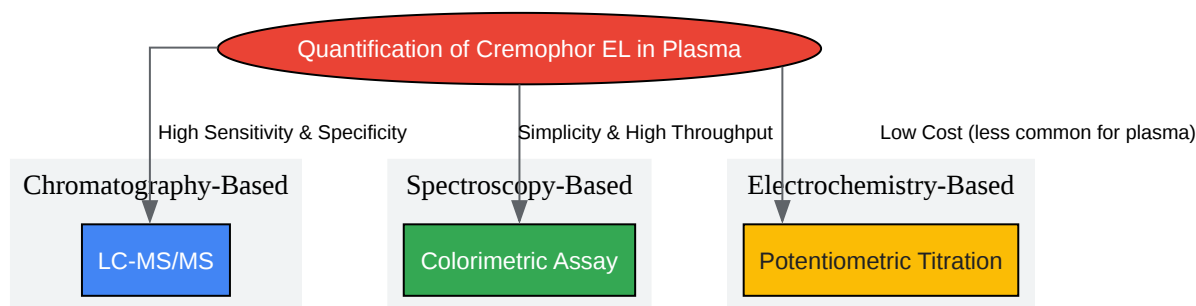 Quantification of Cremophor EL in Plasma
High Sensitivity & Specificity
Simplicity & High Throughput
Low Cost (less common for plasma)
Chromatography-Based
Spectroscopy-Based
Electrochemistry-Based
LC-MS/MS
Colorimetric Assay
Potentiometric Titration